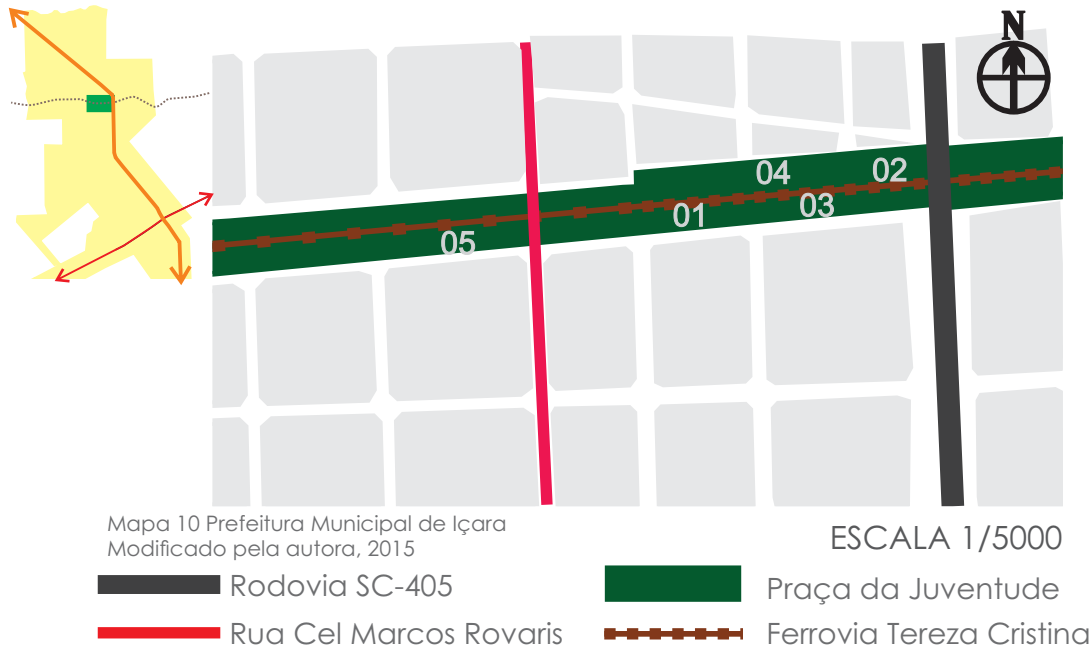 N
04
02
01
03
05
Mapa 10 Prefeitura Municipal de Içara
Modificado pela autora, 2015
ESCALA 1/5000
Rodovia SC-405
Praça da Juventude
Rua Cel Marcos Rovaris
Ferrovia Tereza Cristina